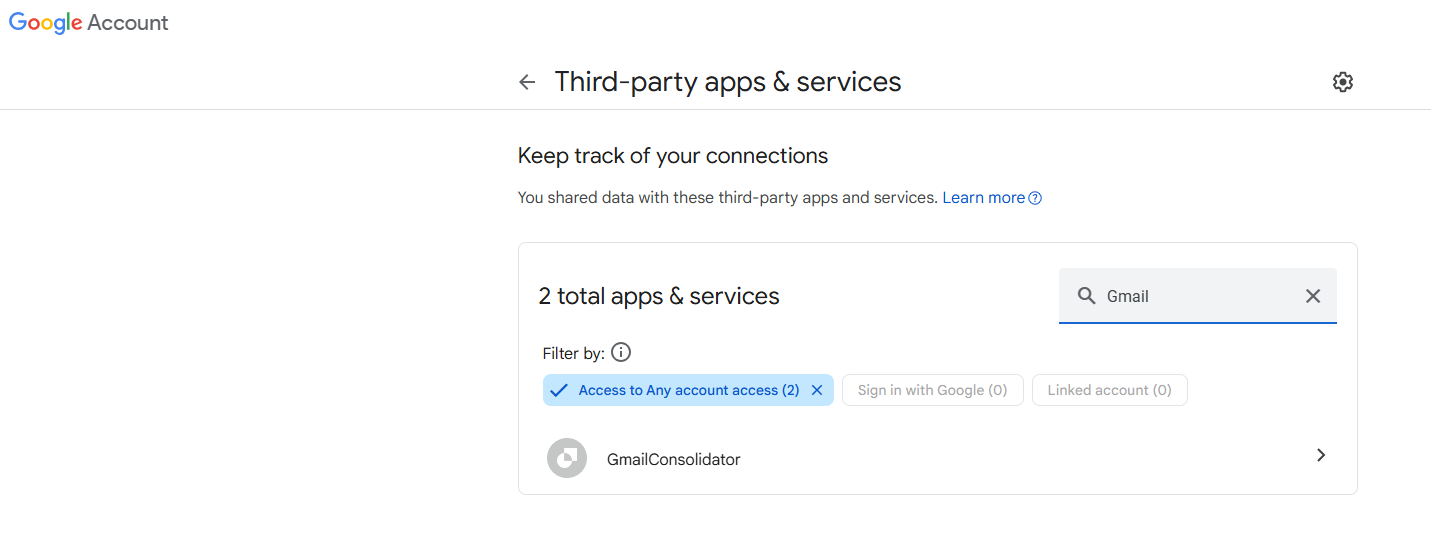 Google Account
Third-party apps & services
Keep track of your connections
You shared data with these third-party apps and services. Learn more
2 total apps & services
Gmail
Filter by:
Access to Any account access (2)
Sign in with Google (0)
Linked account (0)
GmailConsolidator